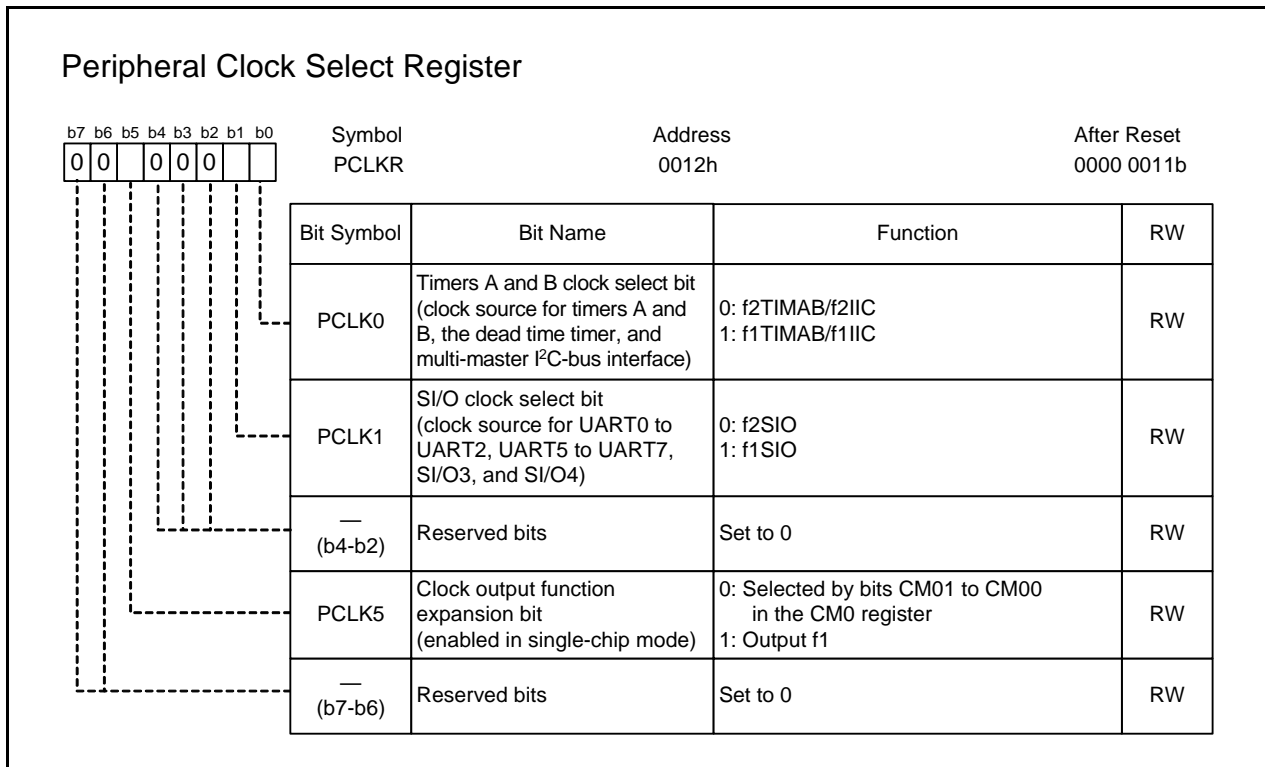 Peripheral Clock Select Register
b7 b6 b5 b4 b3 b2 b1 b0
Symbol Address After Reset
0 0 0 0 0
PCLKR 0012h 0000 0011b
Bit Symbol Bit Name Function RW
PCLK0
Timers A and B clock select bit
(clock source for timers A and
B, the dead time timer, and
multi-master I²C-bus interface)
0: f2TIMAB/f2IIC
1: f1TIMAB/f1IIC
RW
PCLK1
SI/O clock select bit
(clock source for UART0 to
UART2, UART5 to UART7,
SI/O3, and SI/O4)
0: f2SIO
1: f1SIO
RW
—
(b4-b2)
Reserved bits
Set to 0
RW
PCLK5
Clock output function
expansion bit
(enabled in single-chip mode)
0: Selected by bits CM01 to CM00
in the CM0 register
1: Output f1
RW
—
(b7-b6)
Reserved bits
Set to 0
RW